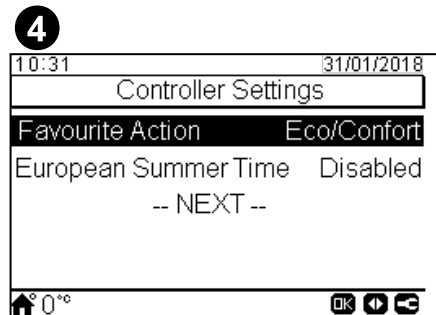 4
10:31 31/01/2018
Controller Settings
Favourite Action Eco/Confort
European Summer Time Disabled
-- NEXT --
0°C OK